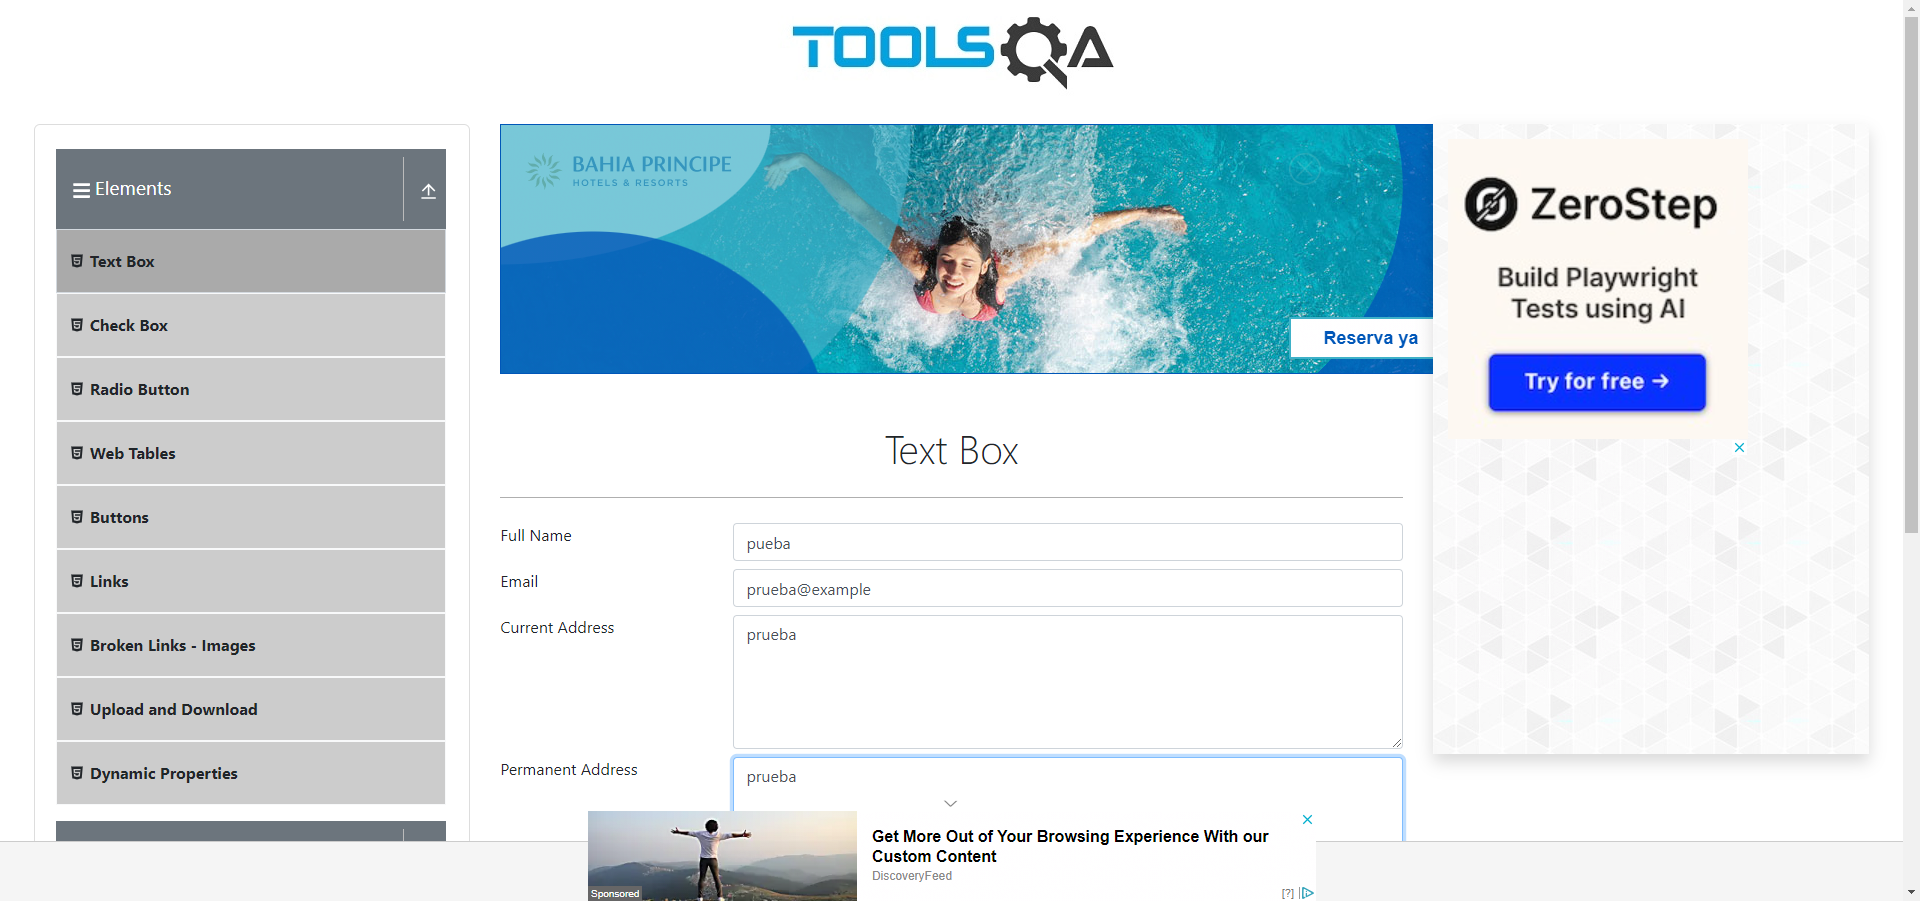 TOOLSQA
Elements
Text Box
Check Box
Radio Button
Web Tables
Buttons
Links
Broken Links - Images
Upload and Download
Dynamic Properties
BAHIA PRINCIPE
HOTELS & RESORTS
Reserva ya
ZeroStep
Build Playwright
Tests using AI
Try for free →
Text Box
Full Name
pueba
Email
prueba@example
Current Address
prueba
Permanent Address
prueba
Sponsored
Get More Out of Your Browsing Experience With our
Custom Content
DiscoveryFeed
[?]